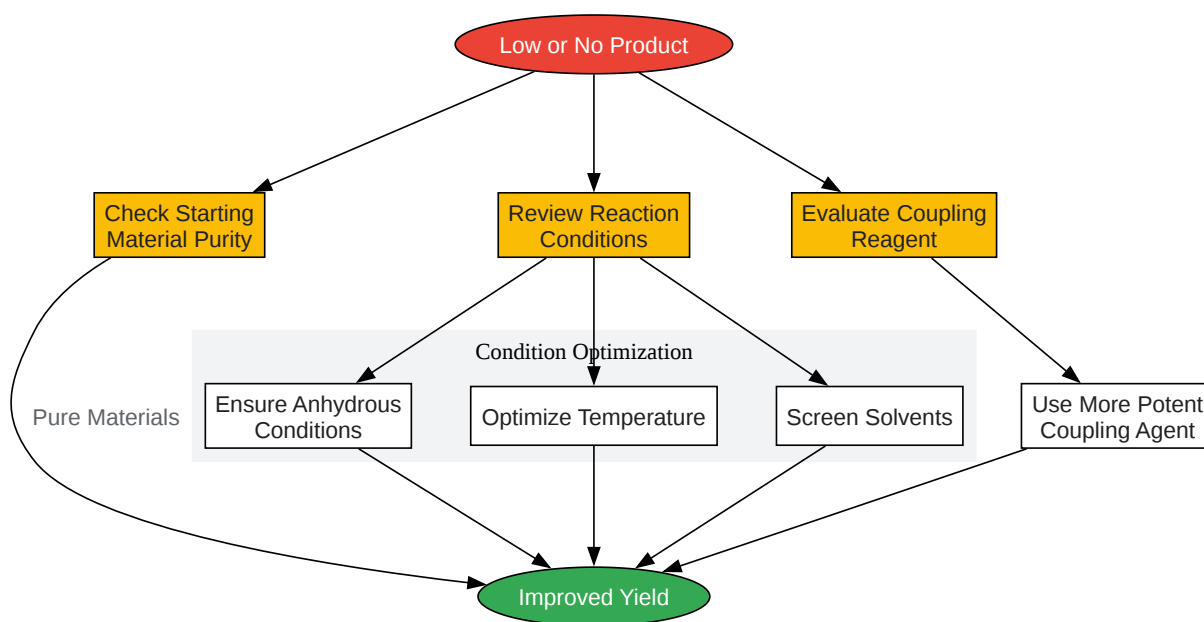 Low or No Product
Check Starting
Material Purity
Review Reaction
Conditions
Evaluate Coupling
Reagent
Condition Optimization
Pure Materials
Ensure Anhydrous
Conditions
Optimize Temperature
Screen Solvents
Use More Potent
Coupling Agent
Improved Yield